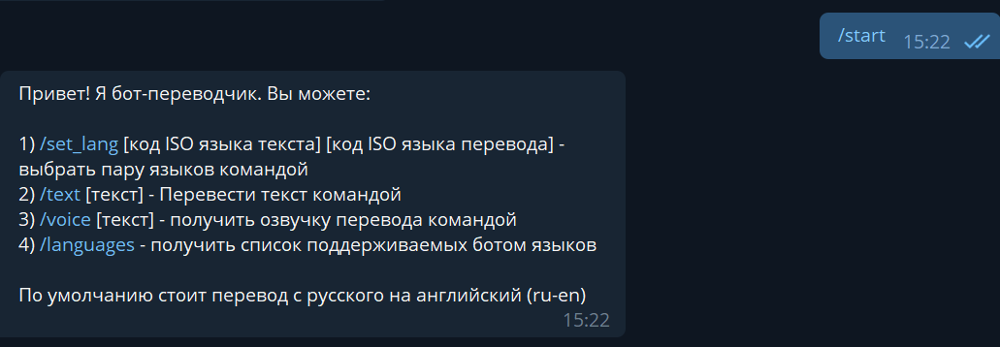 /start 15:22
Привет! Я бот-переводчик. Вы можете:
1) /set_lang [код ISO языка текста] [код ISO языка перевода] -
выбрать пару языков командой
2) /text [текст] - Перевести текст командой
3) /voice [текст] - получить озвучку перевода командой
4) /languages - получить список поддерживаемых ботом языков
По умолчанию стоит перевод с русского на английский (ru-en)
15:22